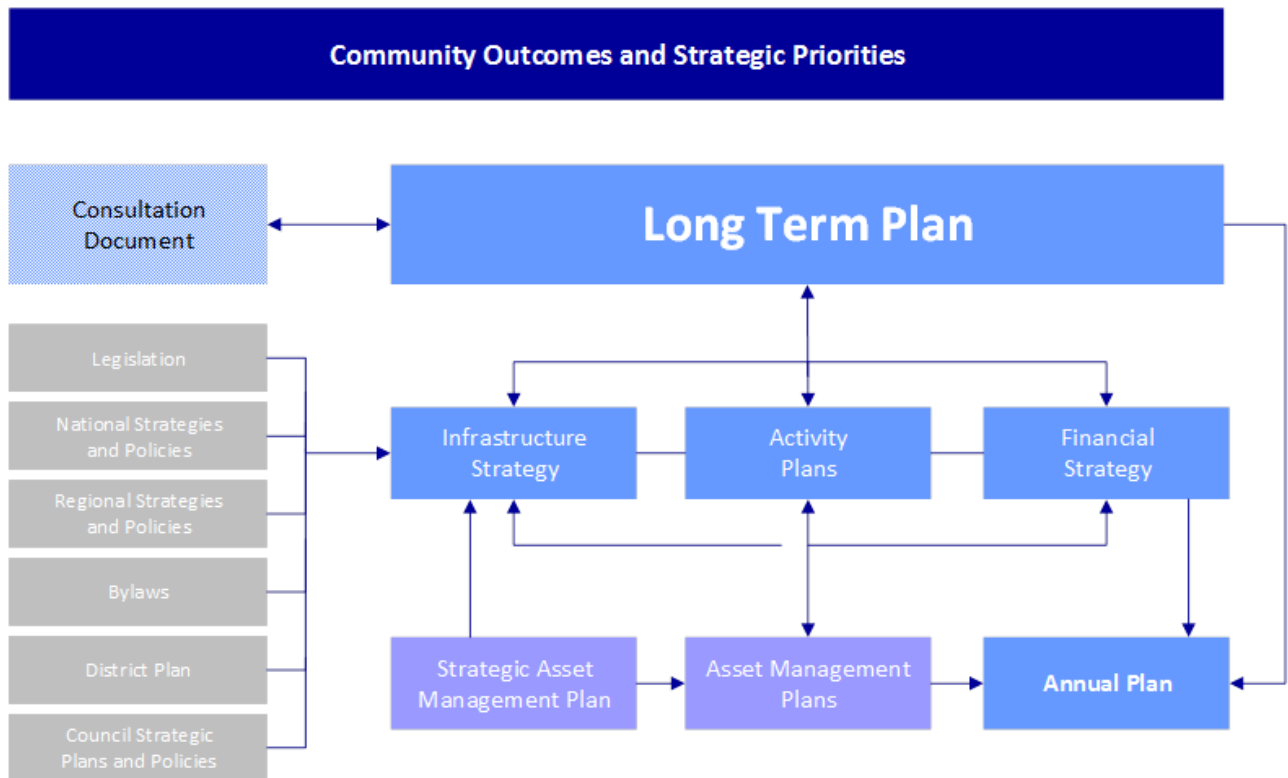 Community Outcomes and Strategic Priorities
Consultation
Document
Long Term Plan
Legislation
National Strategies
and Policies
Regional Strategies
and Policies
Bylaws
District Plan
Council Strategic
Plans and Policies
Infrastructure
Strategy
Activity
Plans
Financial
Strategy
Strategic Asset
Management Plan
Asset Management
Plans
Annual Plan